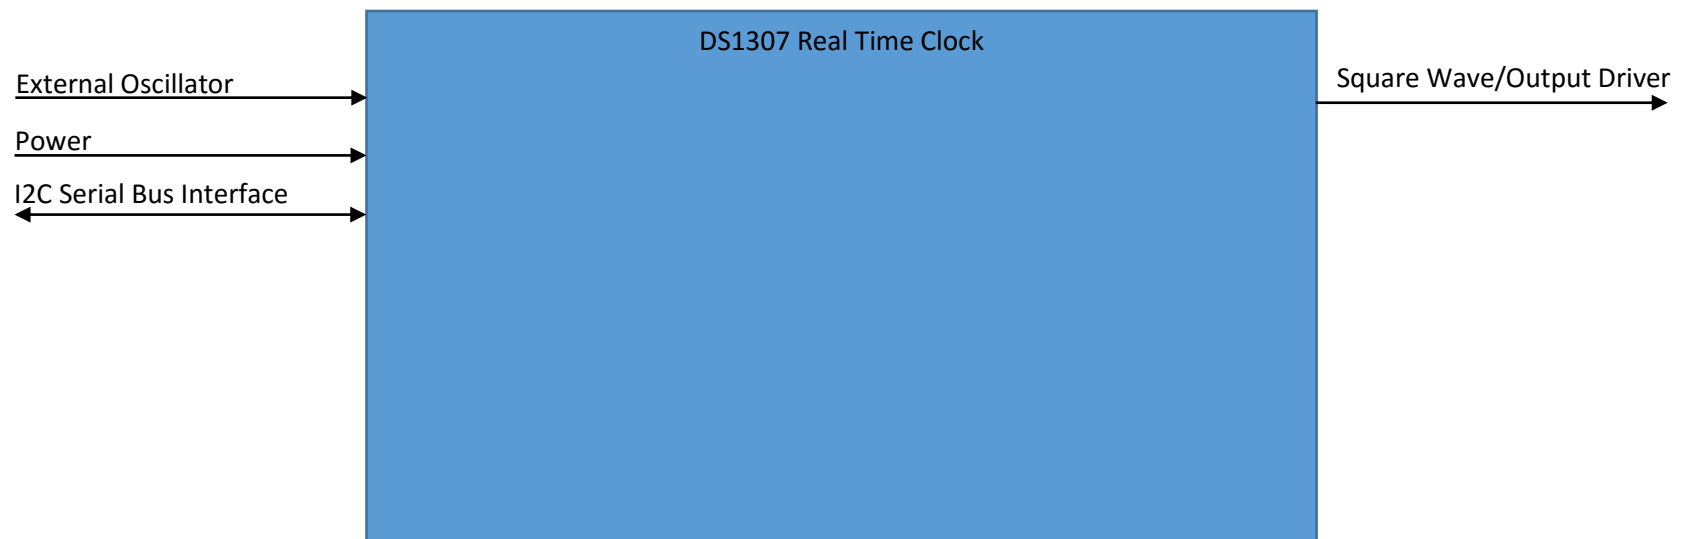 DS1307 Real Time Clock
External Oscillator
Square Wave/Output Driver
Power
I2C Serial Bus Interface